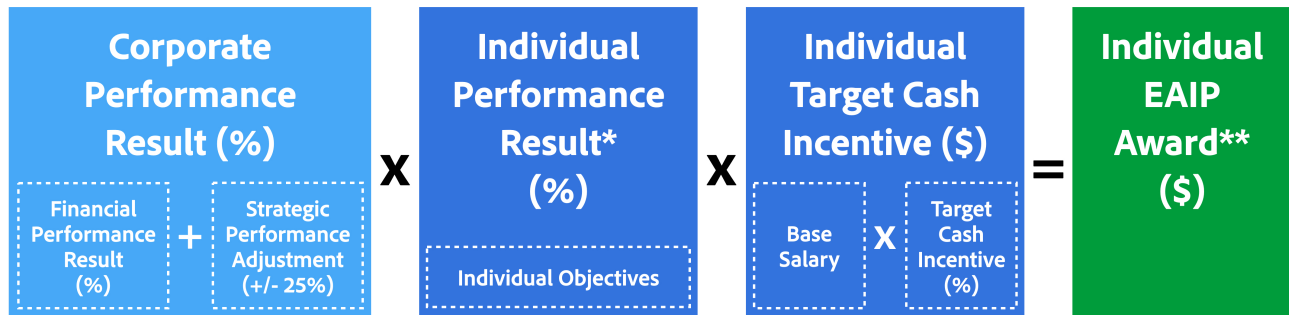 Corporate
Performance
Result (%)
Financial
Performance
Result
(%)
+
Strategic
Performance
Adjustment
(+/- 25%)
x
Individual
Performance
Result*
(%)
Individual Objectives
x
Individual
Target Cash
Incentive ($)
Base
Salary
x
Target
Cash
Incentive
(%)
=
Individual
EAIP
Award**
($)